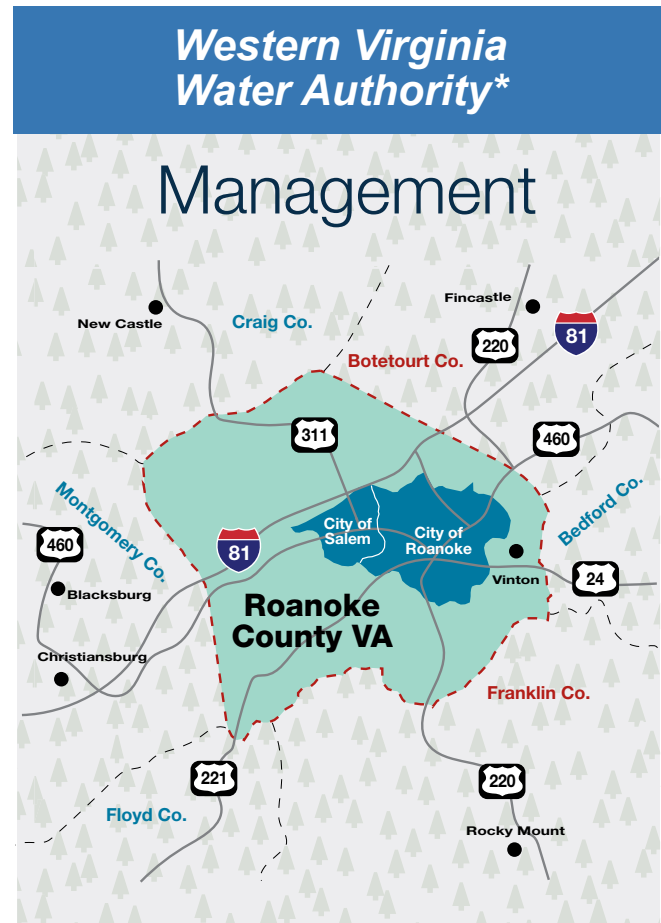 Western Virginia
Water Authority*
Management
New Castle
Craig Co.
Fincastle
81
220
Botetourt Co.
311
460
Montgomery Co.
Bedford Co.
460
81
City of
Salem
City of
Roanoke
Vinton
24
Blacksburg
Roanoke
County VA
Christiansburg
Franklin Co.
221
220
Floyd Co.
Rocky Mount